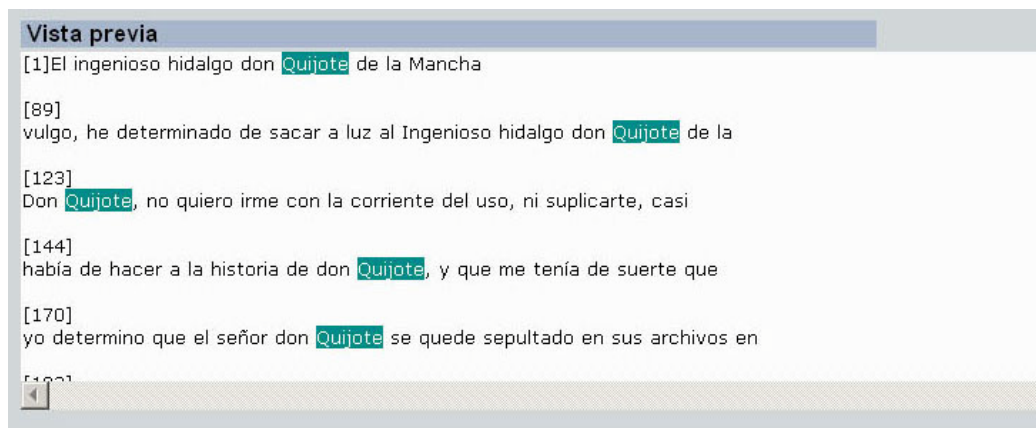 Vista previa
[1]El ingenioso hidalgo don Quijote de la Mancha
[89]
vulgo, he determinado de sacar a luz al Ingenioso hidalgo don Quijote de la
[123]
Don Quijote, no quiero irme con la corriente del uso, ni suplicarte, casi
[144]
había de hacer a la historia de don Quijote, y que me tenía de suerte que
[170]
yo determino que el señor don Quijote se quede sepultado en sus archivos en